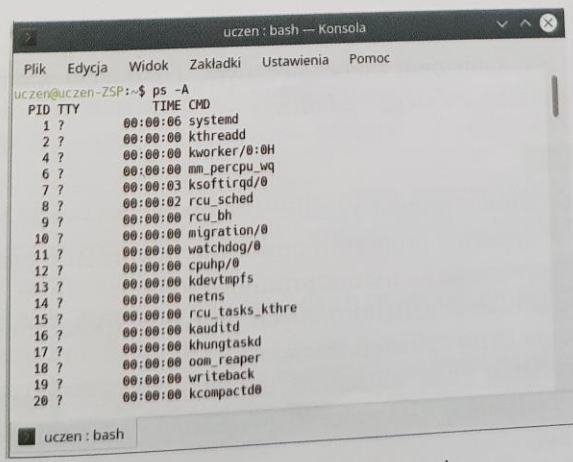 uczen : bash — Konsola
Plik Edycja Widok Zakładki Ustawienia Pomoc
uczen@uczen-ZSP:~$ ps -A
PID TTY TIME CMD
1 ? 00:00:06 systemd
2 ? 00:00:00 kthreadd
4 ? 00:00:00 kworker/0:0H
6 ? 00:00:00 mm_percpu_wq
7 ? 00:00:03 ksoftirqd/0
8 ? 00:00:02 rcu_sched
9 ? 00:00:00 rcu_bh
10 ? 00:00:00 migration/0
11 ? 00:00:00 watchdog/0
12 ? 00:00:00 cpuhp/0
13 ? 00:00:00 kdevtmpfs
14 ? 00:00:00 netns
15 ? 00:00:00 rcu_tasks_kthre
16 ? 00:00:00 kauditd
17 ? 00:00:00 khungtaskd
18 ? 00:00:00 oom_reaper
19 ? 00:00:00 writeback
20 ? 00:00:00 kcompactd0
uczen : bash